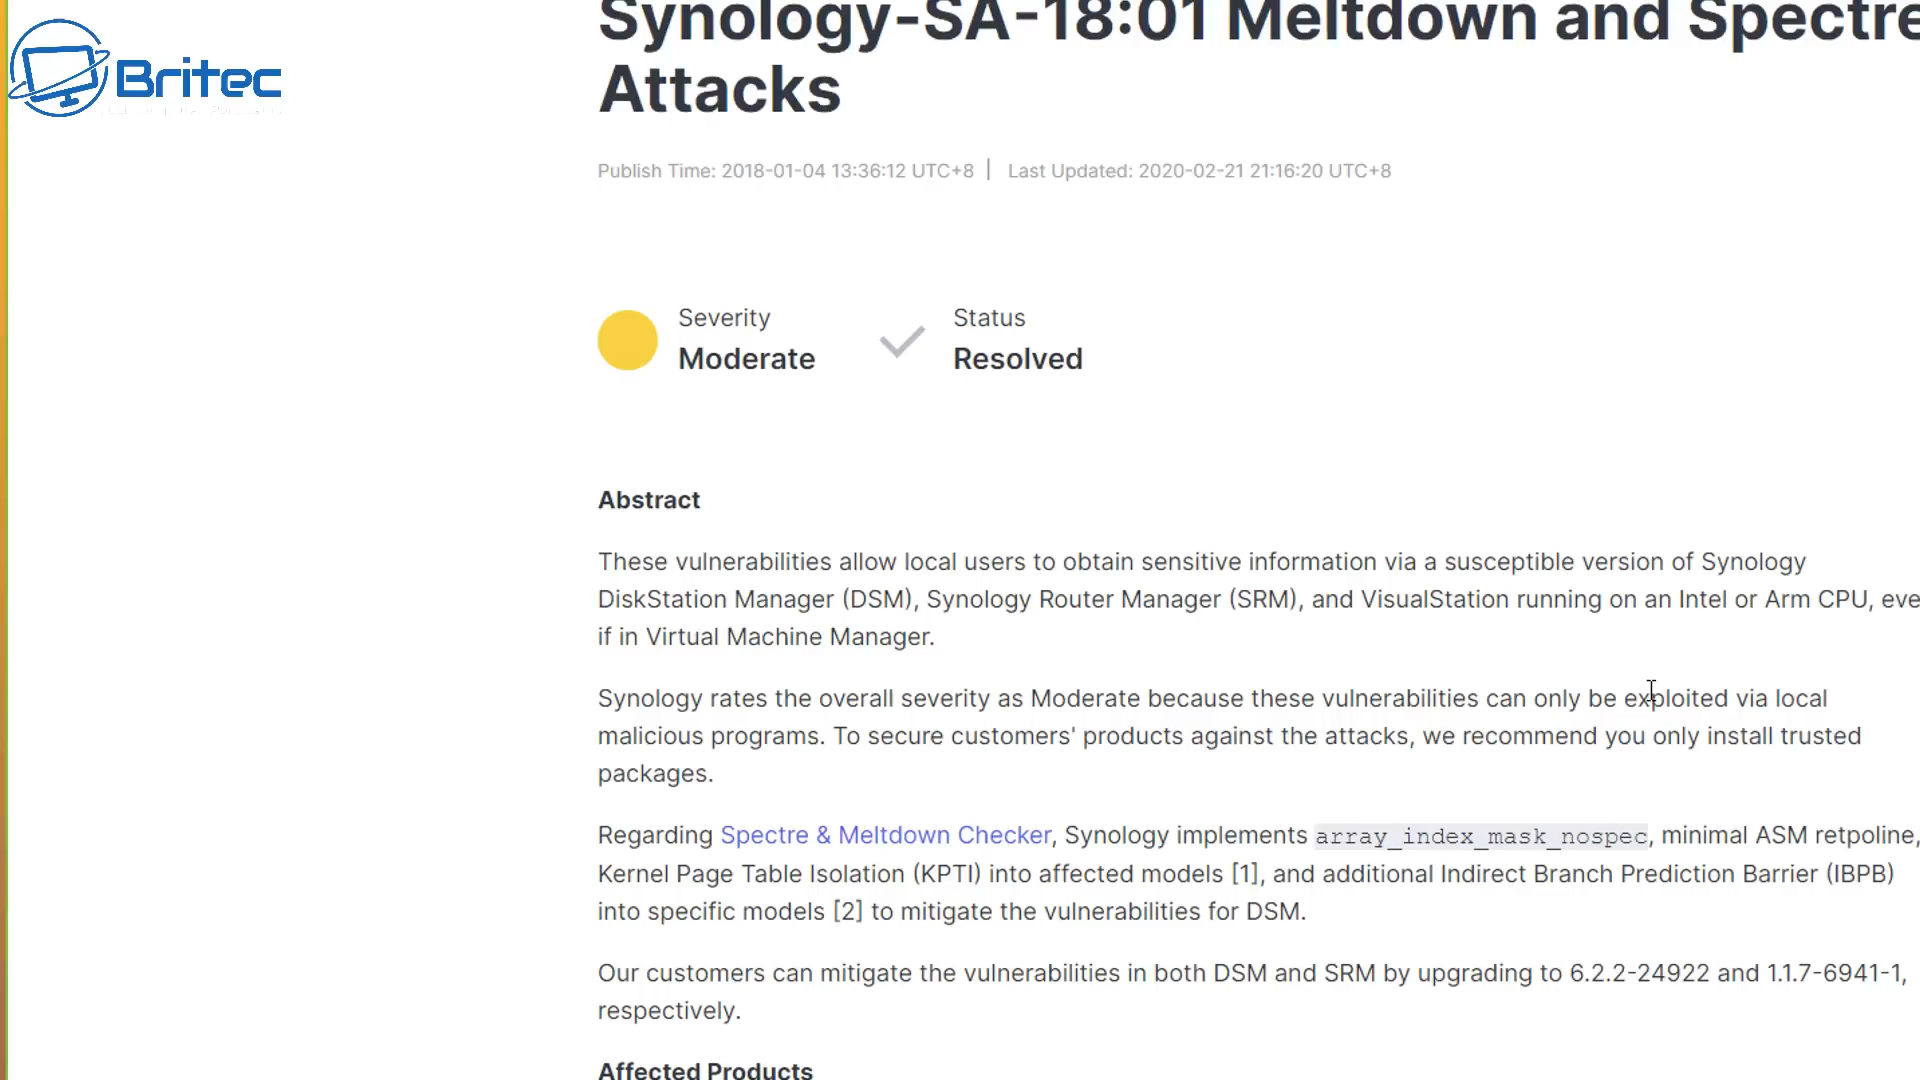 Synology-SA-18:01 Meltdown and Spectre
Attacks
Britec
Publish Time: 2018-01-04 13:36:12 UTC+8 | Last Updated: 2020-02-21 21:16:20 UTC+8
Severity
Moderate
Status
Resolved
Abstract
These vulnerabilities allow local users to obtain sensitive information via a susceptible version of Synology
DiskStation Manager (DSM), Synology Router Manager (SRM), and VisualStation running on an Intel or Arm CPU, eve
if in Virtual Machine Manager.
Synology rates the overall severity as Moderate because these vulnerabilities can only be exploited via local
malicious programs. To secure customers' products against the attacks, we recommend you only install trusted
packages.
Regarding Spectre & Meltdown Checker, Synology implements array_index_mask_nospec, minimal ASM retpoline,
Kernel Page Table Isolation (KPTI) into affected models [1], and additional Indirect Branch Prediction Barrier (IBPB)
into specific models [2] to mitigate the vulnerabilities for DSM.
Our customers can mitigate the vulnerabilities in both DSM and SRM by upgrading to 6.2.2-24922 and 1.1.7-6941-1,
respectively.
Affected Products